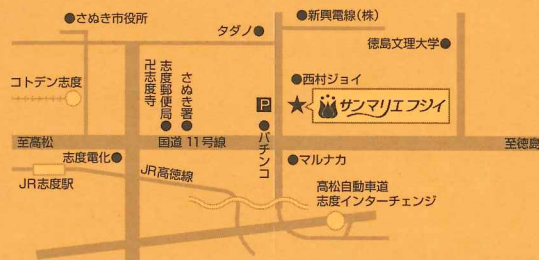 ●さぬき市役所
タダノ●
●新興電線(株)
徳島文理大学●
コトデン志度
卍志度寺
志度郵便局●
さぬき署●
●西村ジョイ
P
★
サンマリエフジイ
●パチンコ
至高松
国道11号線
至徳島
志度電化●
●マルナカ
JR志度駅
JR高徳線
高松自動車道
志度インターチェンジ